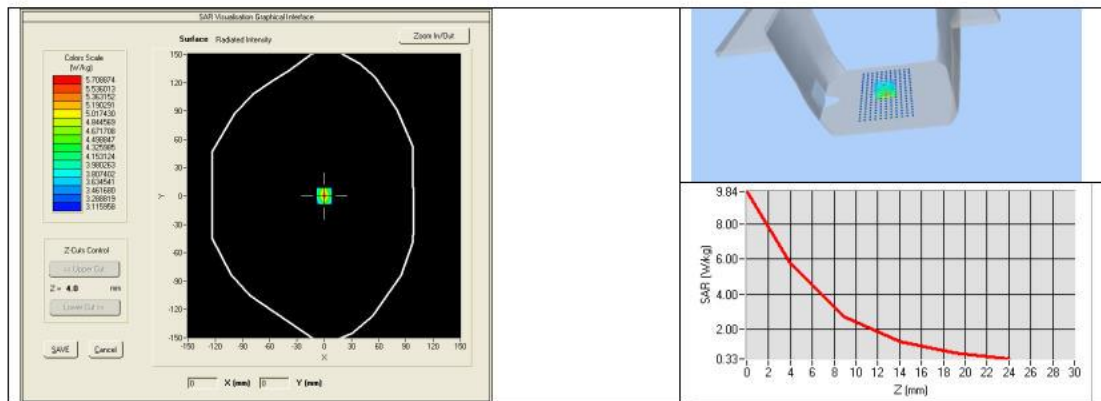 SAR Visualisation Graphical Interface
Surface Radiated Intensity
Zoom In/Out
Colors Scale
(W/kg)
5.708874
5.536013
5.363152
5.190291
5.017430
4.844569
4.671708
4.498847
4.325985
4.153124
3.980263
3.807402
3.634541
3.461680
3.288819
3.115958
150
120
90
60
30
0
-30
-60
-90
-120
-150
Y
-150 -120 -90 -60 -30 0 30 60 90 120 150
X
Z-Cuts Control
<< Upper Cut
Z = 4.0 mm
Lower Cut >>
SAVE Cancel
0 X (mm) 0 Y (mm)
9.84
8.00
6.00
4.00
2.00
0.33
SAR (W/kg)
0 2 4 6 8 10 12 14 16 18 20 22 24 26 28 30
Z (mm)